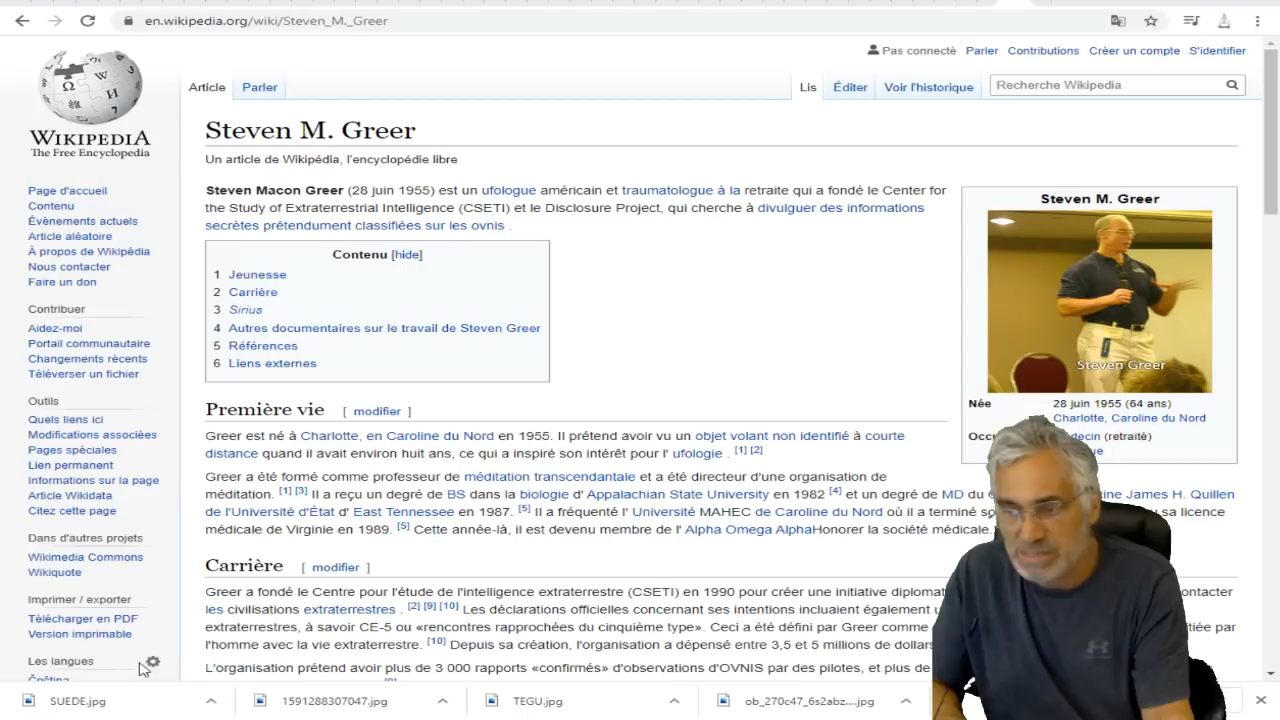 en.wikipedia.org/wiki/Steven_M._Greer
Pas connecté Parler Contributions Créer un compte S'identifier
Article Parler Lis Éditer Voir l'historique Recherche Wikipedia
WIKIPEDIA
The Free Encyclopedia
Page d'accueil
Contenu
Évènements actuels
Article aléatoire
À propos de Wikipédia
Nous contacter
Faire un don
Contribuer
Aidez-moi
Portail communautaire
Changements récents
Téléverser un fichier
Outils
Quels liens ici
Modifications associées
Pages spéciales
Lien permanent
Informations sur la page
Article Wikidata
Citez cette page
Dans d'autres projets
Wikimedia Commons
Wikiquote
Imprimer / exporter
Télécharger en PDF
Version imprimable
Les langues
Čeština
Steven M. Greer
Un article de Wikipédia, l'encyclopédie libre
Steven Macon Greer (28 juin 1955) est un ufologue américain et traumatologue à la retraite qui a fondé le Center for
the Study of Extraterrestrial Intelligence (CSETI) et le Disclosure Project, qui cherche à divulguer des informations
secrètes prétendument classifiées sur les ovnis .
Contenu [hide]
1 Jeunesse
2 Carrière
3 Sirius
4 Autres documentaires sur le travail de Steven Greer
5 Références
6 Liens externes
Steven M. Greer
Steven Greer
Née 28 juin 1955 (64 ans)
Charlotte, Caroline du Nord
(retraité)
Première vie [ modifier ]
Greer est né à Charlotte, en Caroline du Nord en 1955. Il prétend avoir vu un objet volant non identifié à courte
distance quand il avait environ huit ans, ce qui a inspiré son intérêt pour l' ufologie . [1] [2]
Greer a été formé comme professeur de méditation transcendantale et a été directeur d'une organisation de
méditation. [1] [3] Il a reçu un degré de BS dans la biologie d' Appalachian State University en 1982 [4] et un degré de MD du James H. Quillen
de l'Université d'État d' East Tennessee en 1987. [5] Il a fréquenté l' Université MAHEC de Caroline du Nord où il a terminé sa licence
médicale de Virginie en 1989. [5] Cette année-là, il est devenu membre de l' Alpha Omega AlphaHonorer la société médicale.
Carrière [ modifier ]
Greer a fondé le Centre pour l'étude de l'intelligence extraterrestre (CSETI) en 1990 pour créer une initiative contacter
les civilisations extraterrestres . [2] [9] [10] Les déclarations officielles concernant ses intentions incluaient également
extraterrestres, à savoir CE-5 ou «rencontres rapprochées du cinquième type». Ceci a été défini par Greer comme par
l'homme avec la vie extraterrestre. [10] Depuis sa création, l'organisation a dépensé entre 3,5 et 5 millions de
L'organisation prétend avoir plus de 3 000 rapports «confirmés» d'observations d'OVNIS par des pilotes, et plus de
SUEDE.jpg 1591288307047.jpg TEGU.jpg ob_270c47_6s2abz....jpg